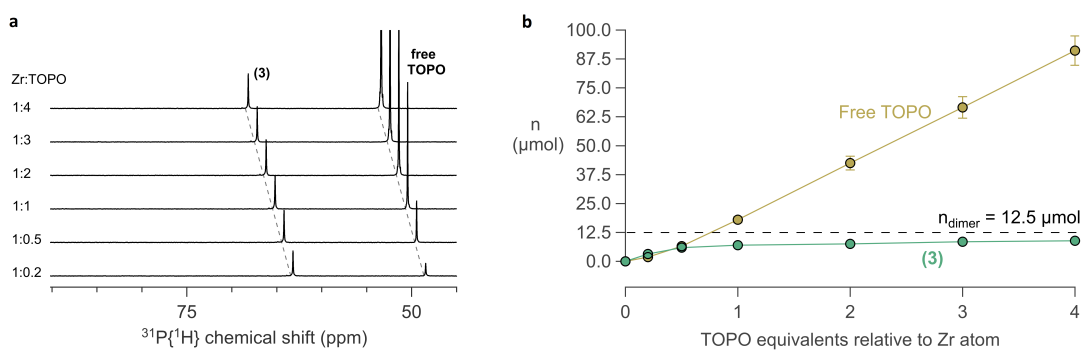 a
Zr:TOPO
(3)
free
TOPO
1:4
1:3
1:2
1:1
1:0.5
1:0.2
75
50
³¹P{¹H} chemical shift (ppm)
b
n
(µmol)
100.0
87.5
75.0
62.5
50.0
37.5
25.0
12.5
0.0
Free TOPO
n_dimer = 12.5 µmol
(3)
0
1
2
3
4
TOPO equivalents relative to Zr atom